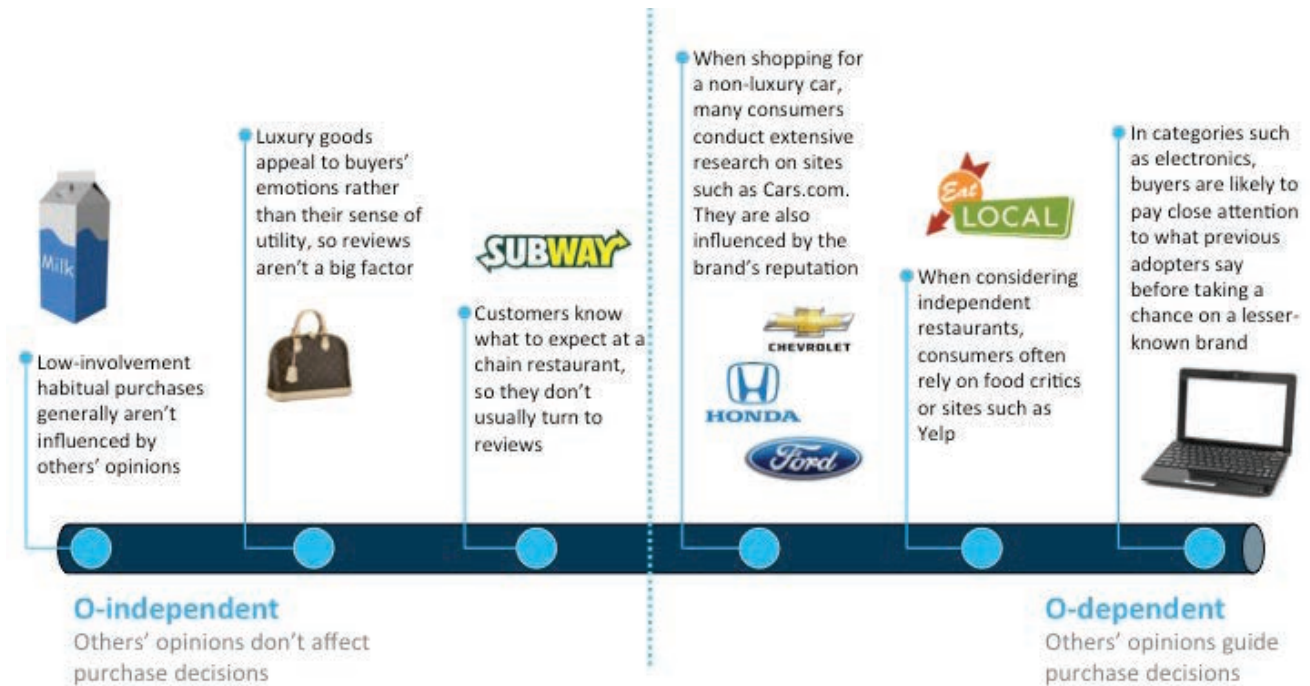 Milk
Low-involvement
habitual purchases
generally aren't
influenced by
others' opinions
Luxury goods
appeal to buyers'
emotions rather
than their sense of
utility, so reviews
aren't a big factor
SUBWAY
Customers know
what to expect at a
chain restaurant,
so they don't
usually turn to
reviews
When shopping for
a non-luxury car,
many consumers
conduct extensive
research on sites
such as Cars.com.
They are also
influenced by the
brand's reputation
CHEVROLET
HONDA
Ford
Eat
LOCAL
When considering
independent
restaurants,
consumers often
rely on food critics
or sites such as
Yelp
In categories such
as electronics,
buyers are likely to
pay close attention
to what previous
adopters say
before taking a
chance on a lesser-
known brand
O-independent
Others' opinions don't affect
purchase decisions
O-dependent
Others' opinions guide
purchase decisions